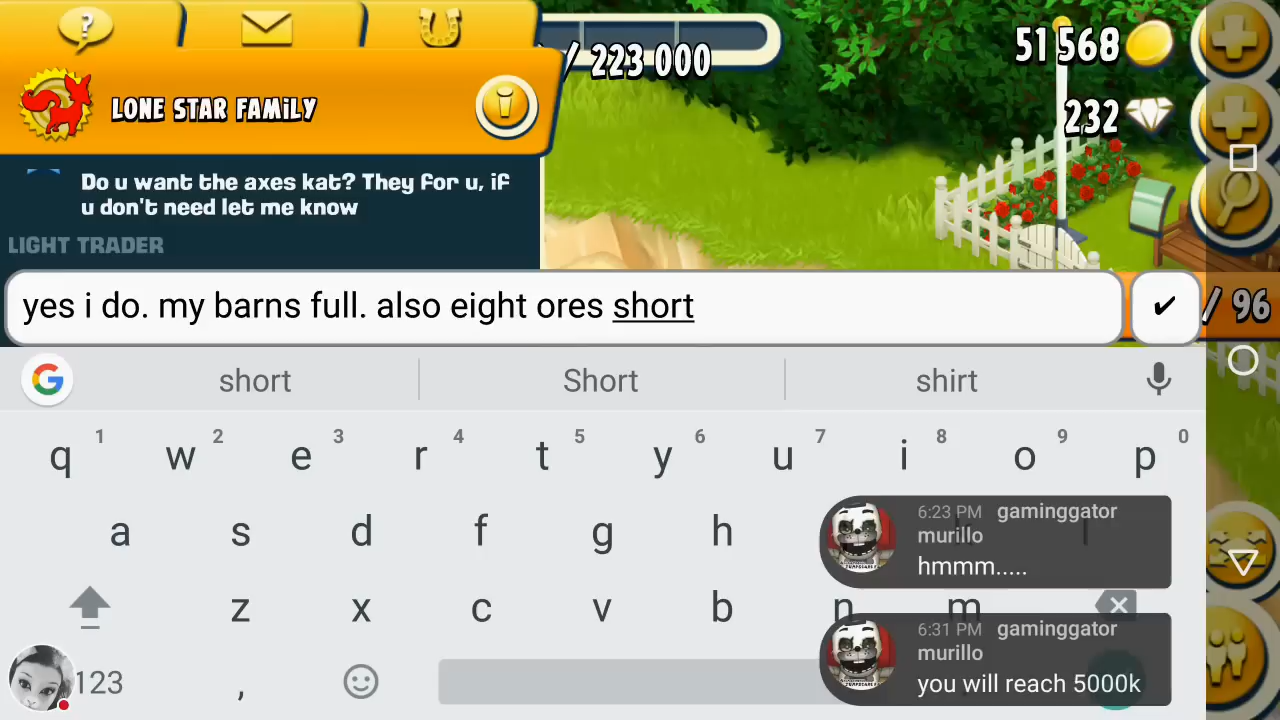 / 223 000
51 568
232
LONE STAR FAMILY
Do u want the axes kat? They for u, if
u don't need let me know
LIGHT TRADER
yes i do. my barns full. also eight ores short
/ 96
short Short shirt
1 2 3 4 5 6 7 8 9 0
q w e r t y u i o p
a s d f g h k l
z x c v b n m
123 ,
6:23 PM gaminggator
murillo
hmmm.....
6:31 PM gaminggator
murillo
you will reach 5000k